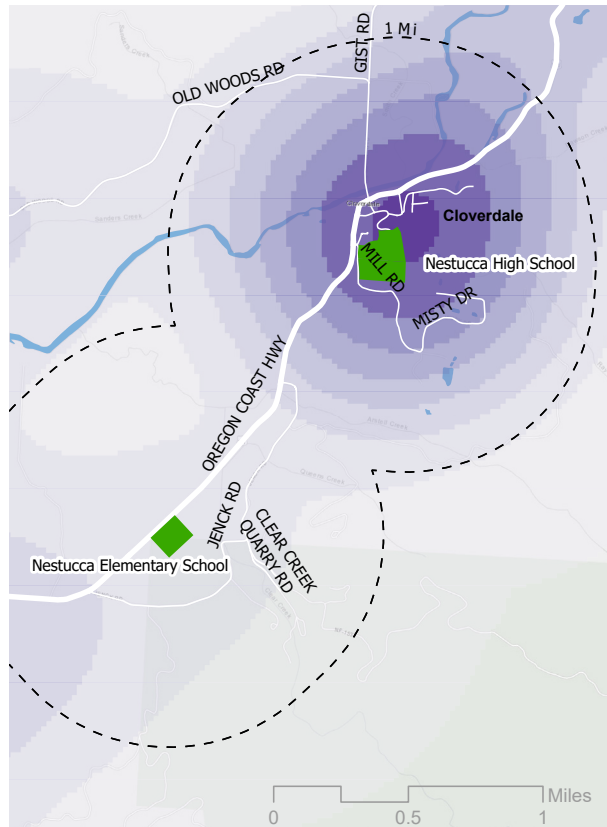 1 Mi
GIST RD
OLD WOODS RD
Cloverdale
Nestucca High School
MILL RD
MISTY DR
OREGON COAST HWY
JENCK RD
CLEAR CREEK
QUARRY RD
Nestucca Elementary School
Miles
0 0.5 1